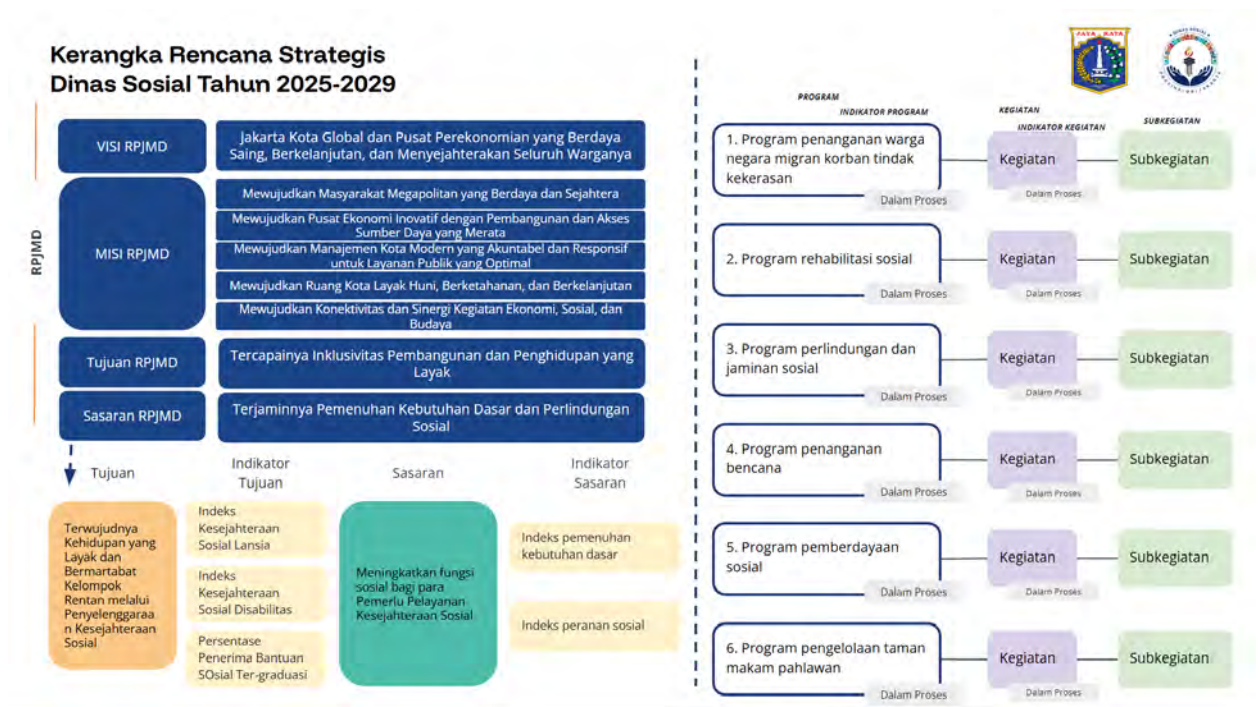 Kerangka Rencana Strategis
Dinas Sosial Tahun 2025-2029
RPJMD
VISI RPJMD
Jakarta Kota Global dan Pusat Perekonomian yang Berdaya
Saing, Berkelanjutan, dan Menyejahterakan Seluruh Warganya
MISI RPJMD
Mewujudkan Masyarakat Megapolitan yang Berdaya dan Sejahtera
Mewujudkan Pusat Ekonomi Inovatif dengan Pembangunan dan Akses
Sumber Daya yang Merata
Mewujudkan Manajemen Kota Modern yang Akuntabel dan Responsif
untuk Layanan Publik yang Optimal
Mewujudkan Ruang Kota Layak Huni, Berketahanan, dan Berkelanjutan
Mewujudkan Konektivitas dan Sinergi Kegiatan Ekonomi, Sosial, dan
Budaya
Tujuan RPJMD
Tercapainya Inklusivitas Pembangunan dan Penghidupan yang
Layak
Sasaran RPJMD
Terjaminnya Pemenuhan Kebutuhan Dasar dan Perlindungan
Sosial
Tujuan
Indikator
Tujuan
Sasaran
Indikator
Sasaran
Terwujudnya
Kehidupan yang
Layak dan
Bermartabat
Kelompok
Rentan melalui
Penyelenggaraa
n Kesejahteraan
Sosial
Indeks
Kesejahteraan
Sosial Lansia
Indeks
Kesejahteraan
Sosial Disabilitas
Persentase
Penerima Bantuan
SOsial Ter-graduasi
Meningkatkan fungsi
sosial bagi para
Pemerlu Pelayanan
Kesejahteraan Sosial
Indeks pemenuhan
kebutuhan dasar
Indeks peranan sosial
JAYA RAYA
PROGRAM
INDIKATOR PROGRAM
KEGIATAN
INDIKATOR KEGIATAN
SUBKEGIATAN
1. Program penanganan warga
negara migran korban tindak
kekerasan
Dalam Proses
Kegiatan
Dalam Proses
Subkegiatan
2. Program rehabilitasi sosial
Dalam Proses
Kegiatan
Dalam Proses
Subkegiatan
3. Program perlindungan dan
jaminan sosial
Dalam Proses
Kegiatan
Dalam Proses
Subkegiatan
4. Program penanganan
bencana
Dalam Proses
Kegiatan
Dalam Proses
Subkegiatan
5. Program pemberdayaan
sosial
Dalam Proses
Kegiatan
Dalam Proses
Subkegiatan
6. Program pengelolaan taman
makam pahlawan
Dalam Proses
Kegiatan
Dalam Proses
Subkegiatan